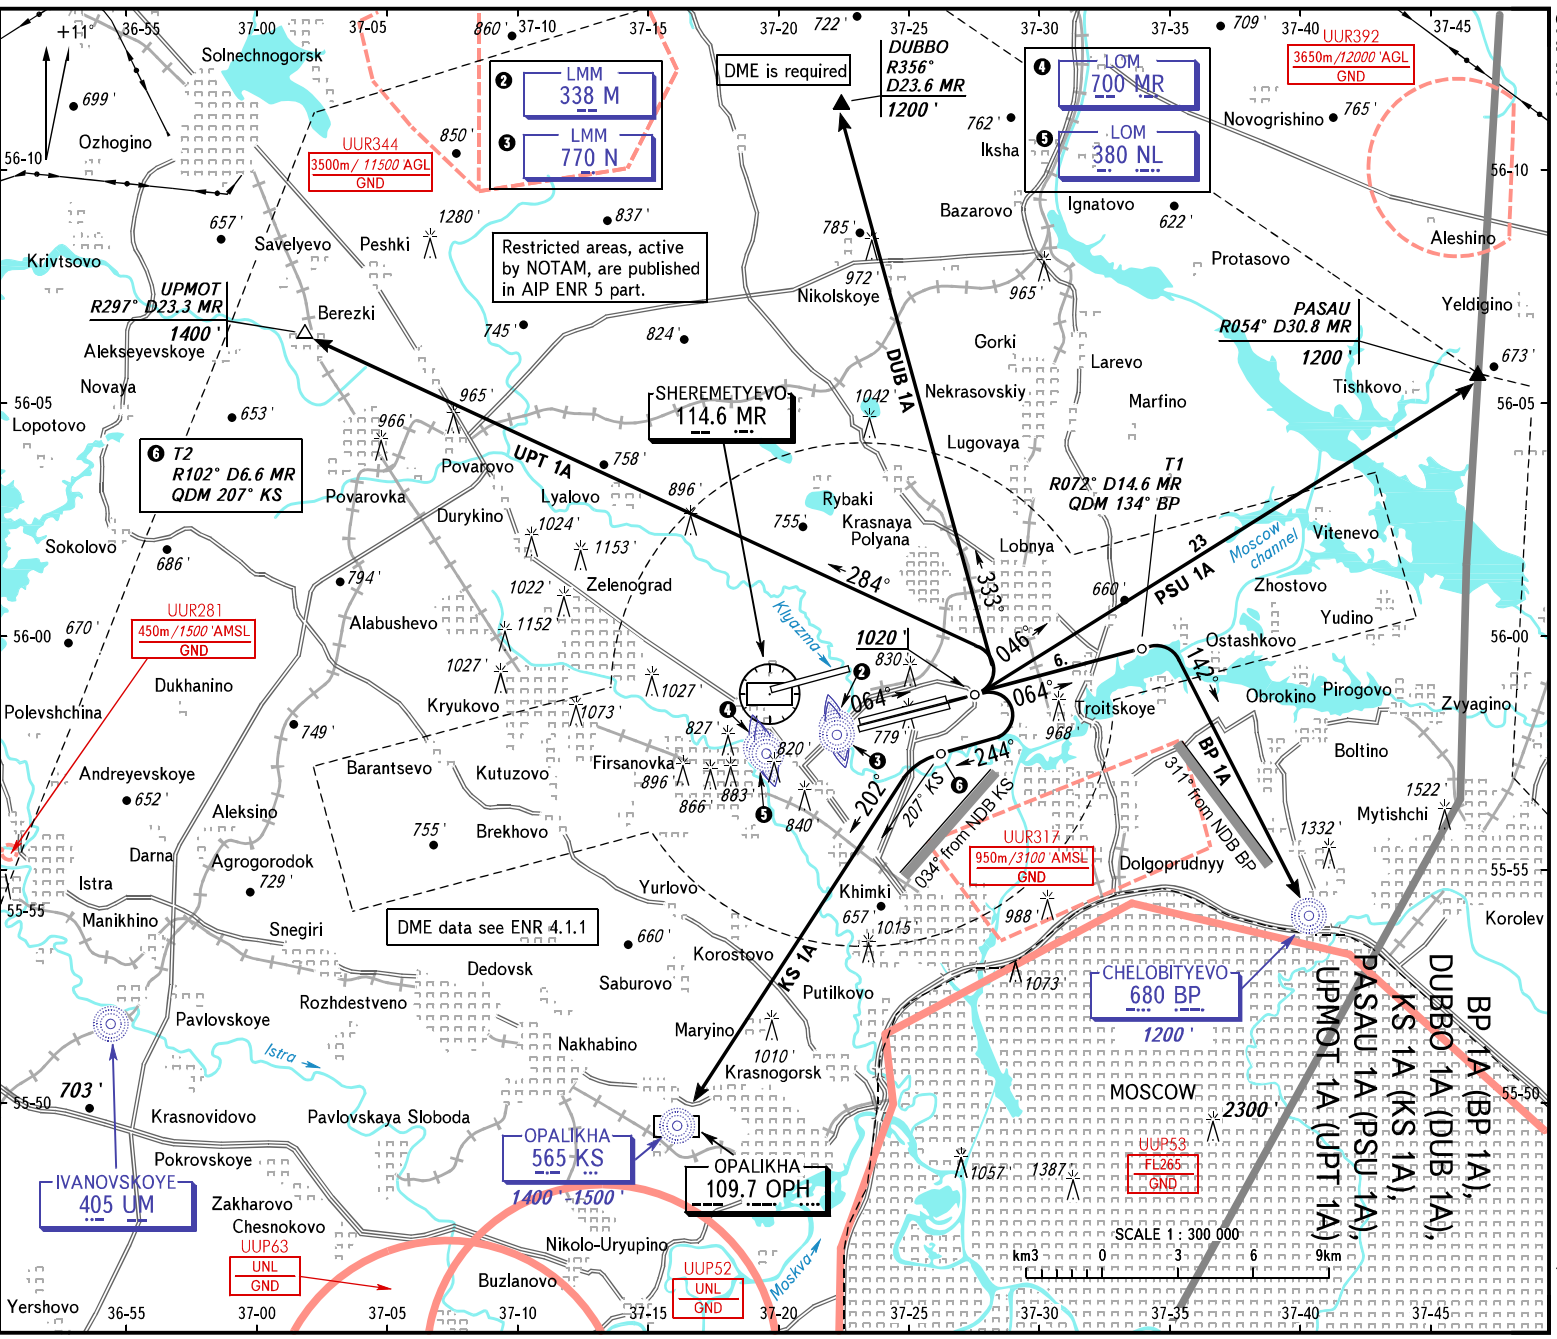 36-55
37-00
37-05
37-10
37-15
37-20
37-25
37-30
37-35
37-40
37-45
+11°
860'
722'
709'
Solnechnogorsk
699'
Ozhogino
56-10
850'
UUR344
3500m/11500'AGL
GND
2
LMM
338 M
3
LMM
770 N
DME is required
DUBBO
R356°
D23.6 MR
1200'
4
LOM
700 MR
5
LOM
380 NL
UUR392
3650m/12000'AGL
GND
765'
Novogrishino
762'
Iksha
56-10
Ignatovo
622'
Bazarovo
657'
Savelyevo
Peshki
1280'
837'
785'
972'
Nikolskoye
965'
Aleshino
Protasovo
Krivtsovo
Restricted areas, active
by NOTAM, are published
in AIP ENR 5 part.
UPMOT
R297° D23.3 MR
1400'
Berezki
745'
824'
Yeldigino
PASAU
R054° D30.8 MR
1200'
673'
Tishkovo
Alekseyevskoye
Novaya
56-05
Lopotovo
653'
965'
966'
SHEREMETYEVO
114.6 MR
1042'
DUB 1A
Gorki
Nekrasovskiy
Lugovaya
Larevo
Marfino
56-05
6 T2
R102° D6.6 MR
QDM 207° KS
Povarovo
Povarovka
UPT 1A
758'
Lyalovo
Durykino
896'
Rybaki
755'
Krasnaya
Polyana
T1
R072° D14.6 MR
QDM 134° BP
Lobnya
23
PSU 1A
Moscow
channel
Vitenevo
Sokolovo
686'
794'
1024'
1153'
1022'
Zelenograd
284°
333°
660'
Zhostovo
Yudino
UUR281
450m/1500'AMSL
GND
56-00
670'
Alabushevo
1152
1027'
Klyazma
1020'
830'
046°
6.
Ostashkovo
56-00
Dukhanino
Polevshchina
749'
Kryukovo
1027'
1073'
2
064°
064°
142°
Obrokino
Pirogovo
Zvyagino
Troitskoye
968'
4
827'
820'
779'
3
244°
6
Boltino
Andreyevskoye
652'
Barantsevo
Kutuzovo
Firsanovka
896'
866'
883'
5
840'
202°
207° KS
034° from NDB KS
BP 1A
311° from NDB BP
1522'
Mytishchi
1332'
Aleksino
755'
Brekhovo
UUR317
950m/3100'AMSL
GND
Dolgoprudnyy
Darna
Agrogorodok
729'
Istra
55-55
Manikhino
Snegiri
Yurlovo
Khimki
657'
1015'
988'
55-55
Korolev
DME data see ENR 4.1.1
660'
Korostovo
KS 1A
Dedovsk
Saburovo
Putilkovo
1073'
CHELOBITYEVO
680 BP
1200'
Rozhdestveno
Pavlovskoye
Istra
Maryino
Nakhabino
1010'
Krasnogorsk
MOSCOW
2300'
55-50
703'
Krasnovidovo
Pavlovskaya Sloboda
OPALIKHA
565 KS
1400'-1500'
OPALIKHA
109.7 OPH
1057'
1387'
UUP53
FL265
GND
55-50
Pokrovskoye
IVANOVSKOYE
405 UM
Zakharovo
Chesnokovo
UUP63
UNL
GND
Nikolo-Uryupino
Buzlanovo
UUP52
UNL
GND
Moskva
SCALE 1 : 300 000
km3 0 3 6 9km
Yershovo
36-55
37-00
37-05
37-10
37-15
37-20
37-25
37-30
37-35
37-40
37-45
BP 1A (BP 1A),
DUBBO 1A (DUB 1A),
KS 1A (KS 1A),
PASAU 1A (PSU 1A),
UPMOT 1A (UPT 1A)